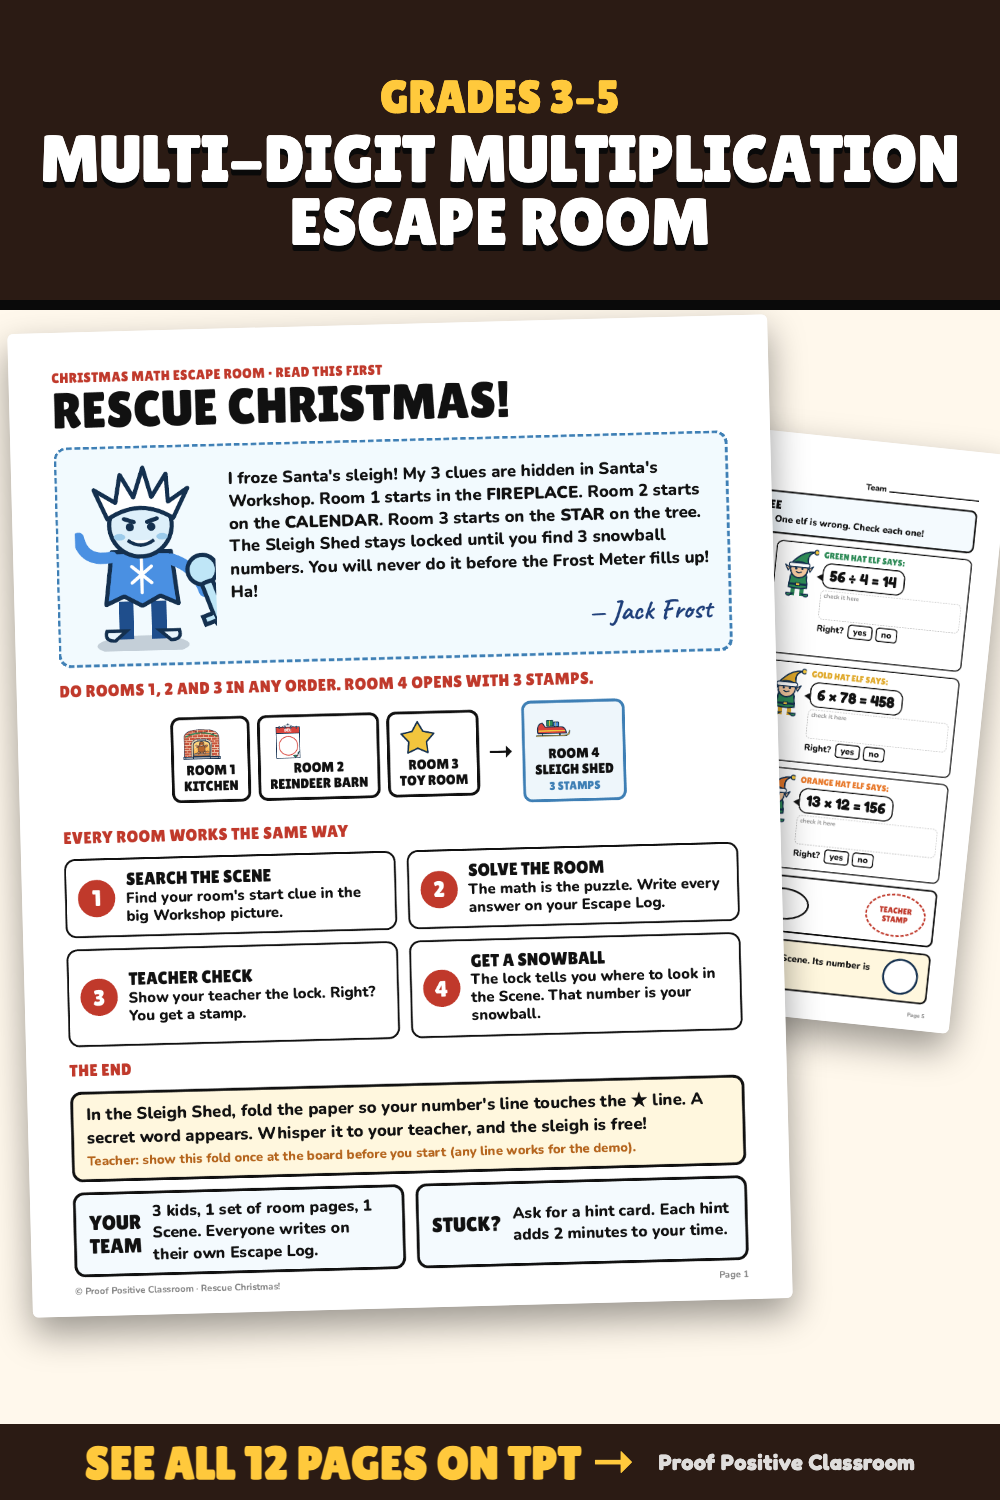 GRADES 3-5
MULTI-DIGIT MULTIPLICATION
ESCAPE ROOM
CHRISTMAS MATH ESCAPE ROOM · READ THIS FIRST
RESCUE CHRISTMAS!
I froze Santa's sleigh! My 3 clues are hidden in Santa's
Workshop. Room 1 starts in the FIREPLACE. Room 2 starts
on the CALENDAR. Room 3 starts on the STAR on the tree.
The Sleigh Shed stays locked until you find 3 snowball
numbers. You will never do it before the Frost Meter fills up!
Ha!
– Jack Frost
DO ROOMS 1, 2 AND 3 IN ANY ORDER. ROOM 4 OPENS WITH 3 STAMPS.
ROOM 1
KITCHEN
ROOM 2
REINDEER BARN
ROOM 3
TOY ROOM
→
ROOM 4
SLEIGH SHED
3 STAMPS
EVERY ROOM WORKS THE SAME WAY
1
SEARCH THE SCENE
Find your room's start clue in the
big Workshop picture.
2
SOLVE THE ROOM
The math is the puzzle. Write every
answer on your Escape Log.
3
TEACHER CHECK
Show your teacher the lock. Right?
You get a stamp.
4
GET A SNOWBALL
The lock tells you where to look in
the Scene. That number is your
snowball.
THE END
In the Sleigh Shed, fold the paper so your number's line touches the ★ line. A
secret word appears. Whisper it to your teacher, and the sleigh is free!
Teacher: show this fold once at the board before you start (any line works for the demo).
YOUR
TEAM
3 kids, 1 set of room pages, 1
Scene. Everyone writes on
their own Escape Log.
STUCK?
Ask for a hint card. Each hint
adds 2 minutes to your time.
© Proof Positive Classroom · Rescue Christmas!
Page 1
Team
One elf is wrong. Check each one!
GREEN HAT ELF SAYS:
56 ÷ 4 = 14
check it here
Right? yes no
GOLD HAT ELF SAYS:
6 × 78 = 458
check it here
Right? yes no
ORANGE HAT ELF SAYS:
13 × 12 = 156
check it here
Right? yes no
TEACHER
STAMP
Scene. Its number is
Page 5
SEE ALL 12 PAGES ON TPT → Proof Positive Classroom